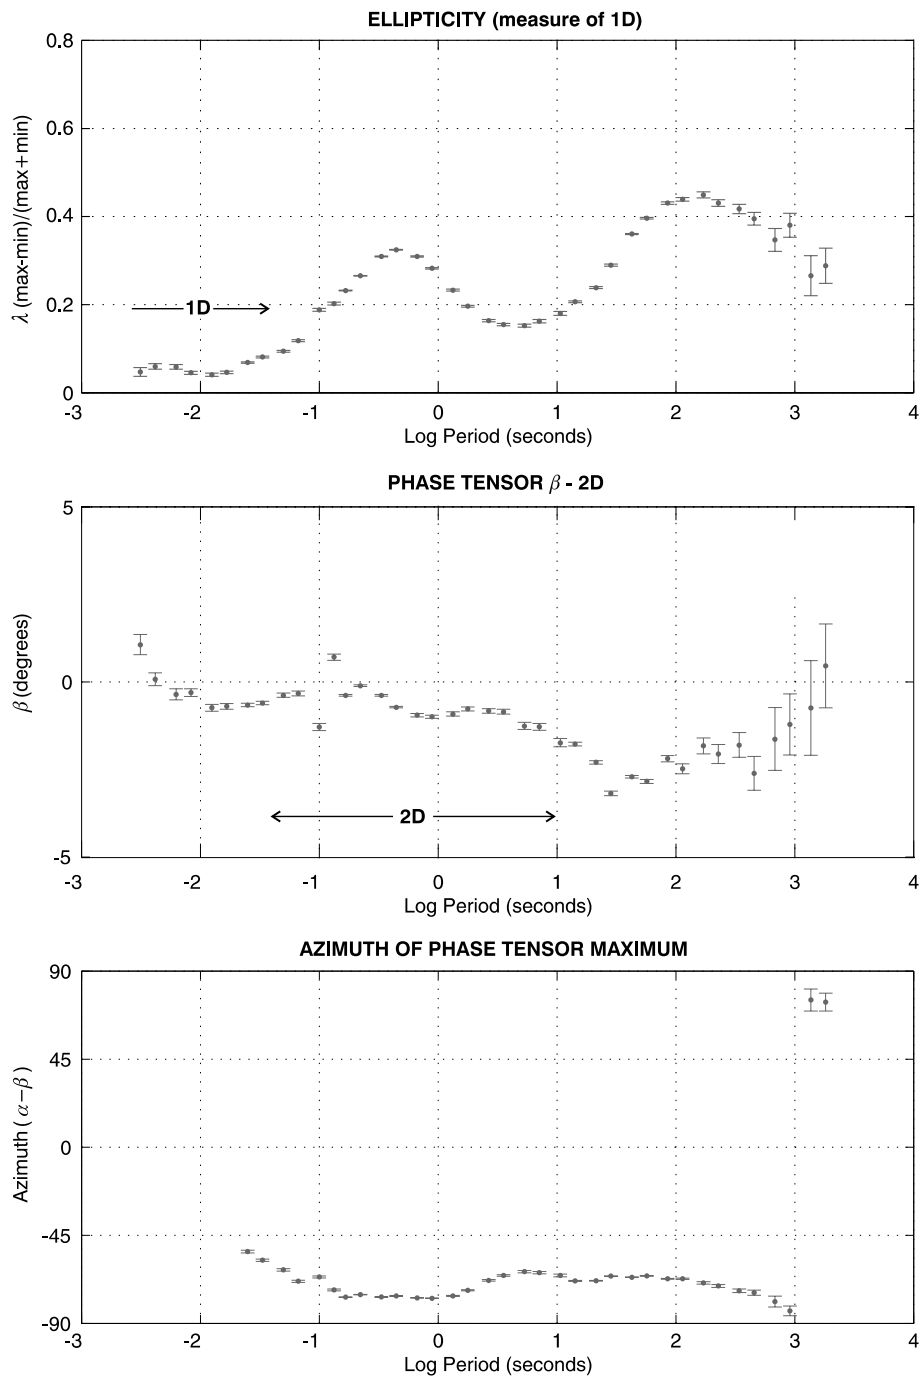 ELLIPTICITY (measure of 1D)
0.8
0.6
0.4
0.2
0
λ (max-min)/(max+min)
1D
-3 -2 -1 0 1 2 3 4
Log Period (seconds)
PHASE TENSOR β - 2D
5
0
-5
β (degrees)
2D
-3 -2 -1 0 1 2 3 4
Log Period (seconds)
AZIMUTH OF PHASE TENSOR MAXIMUM
90
45
0
-45
-90
Azimuth (α−β)
-3 -2 -1 0 1 2 3 4
Log Period (seconds)